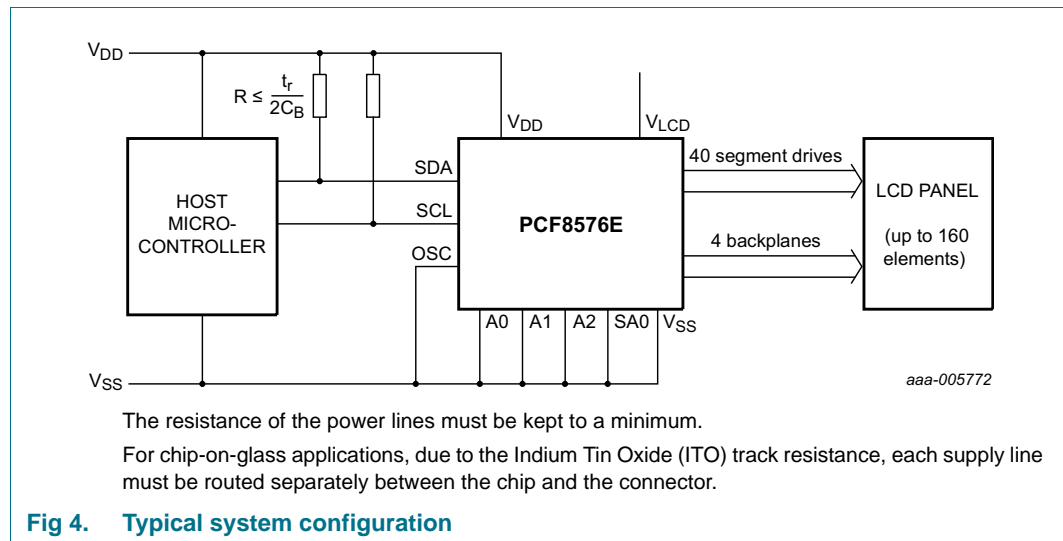 VDD
R ≤ tr
2CB
VDD
VLCD
HOST
MICRO-
CONTROLLER
SDA
SCL
OSC
PCF8576E
40 segment drives
4 backplanes
LCD PANEL
(up to 160
elements)
A0 A1 A2 SA0 VSS
VSS
aaa-005772
The resistance of the power lines must be kept to a minimum.
For chip-on-glass applications, due to the Indium Tin Oxide (ITO) track resistance, each supply line
must be routed separately between the chip and the connector.
Fig 4. Typical system configuration